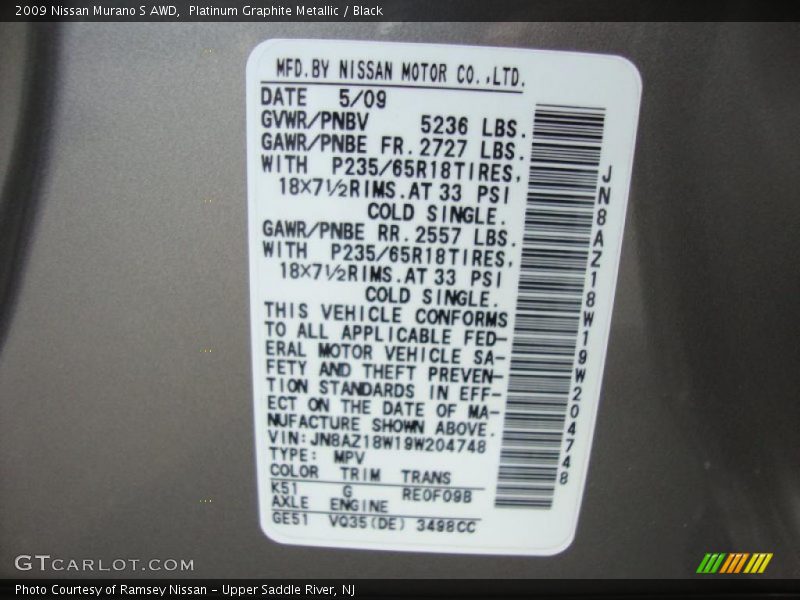 2009 Nissan Murano S AWD,  Platinum Graphite Metallic / Black
MFD.BY NISSAN MOTOR CO.,LTD.
DATE 5/09
GVWR/PNBV 5236 LBS.
GAWR/PNBE FR.2727 LBS.
WITH P235/65R18TIRES,
18×7½RIMS.AT 33 PSI
COLD SINGLE.
GAWR/PNBE RR.2557 LBS.
WITH P235/65R18TIRES,
18×7½RIMS.AT 33 PSI
COLD SINGLE.
THIS VEHICLE CONFORMS
TO ALL APPLICABLE FED-
ERAL MOTOR VEHICLE SA-
FETY AND THEFT PREVEN-
TION STANDARDS IN EFF-
ECT ON THE DATE OF MA-
NUFACTURE SHOWN ABOVE.
VIN:JN8AZ18W19W204748
TYPE: MPV
COLOR TRIM TRANS
K51 G RE0F09B
AXLE ENGINE
GE51 VQ35(DE) 3498CC
JN8AZ18W19W204748
GTCARLOT.COM
Photo Courtesy of Ramsey Nissan - Upper Saddle River, NJ